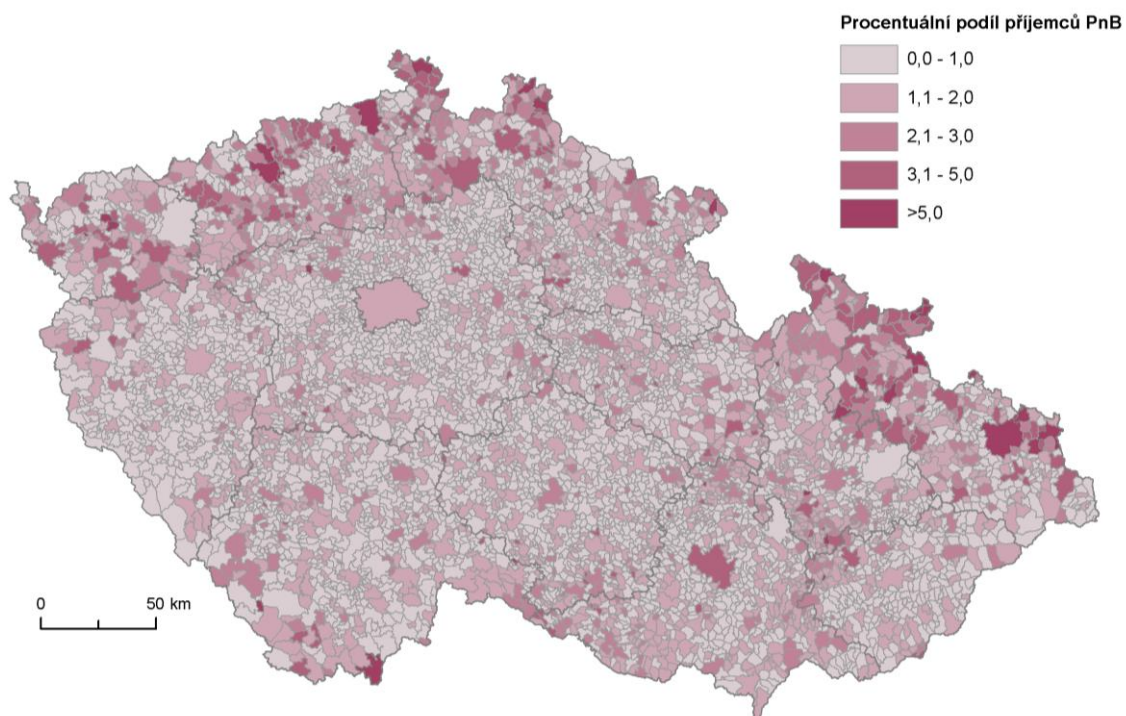 Procentuální podíl příjemců PnB
0,0 - 1,0
1,1 - 2,0
2,1 - 3,0
3,1 - 5,0
>5,0
0 50 km